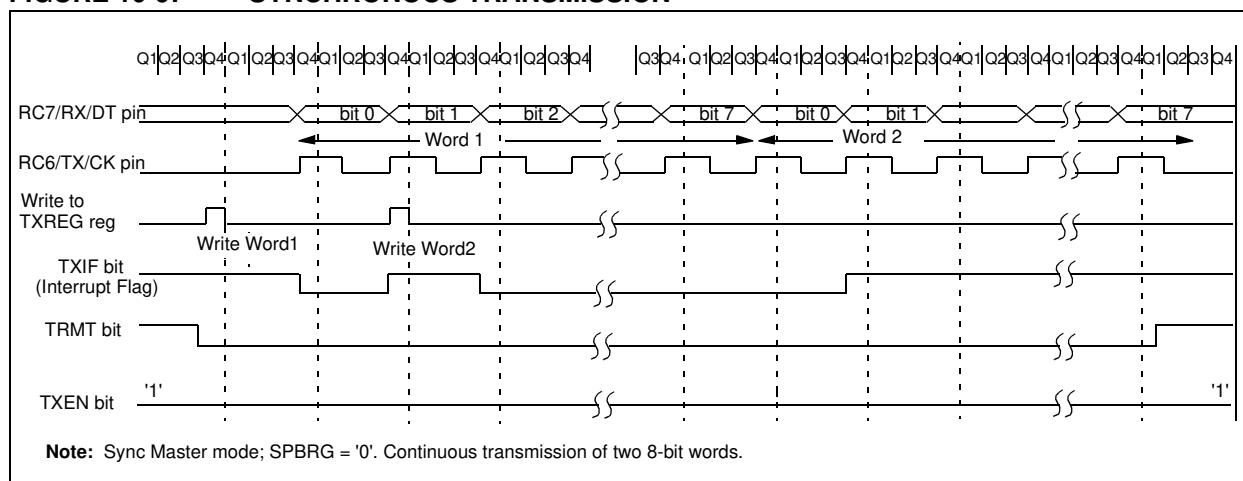 FIGURE 10-9: SYNCHRONOUS TRANSMISSION
Q1 Q2 Q3 Q4 Q1 Q2 Q3 Q4 Q1 Q2 Q3 Q4 Q1 Q2 Q3 Q4 Q1 Q2 Q3 Q4 Q3 Q4 Q1 Q2 Q3 Q4 Q1 Q2 Q3 Q4 Q1 Q2 Q3 Q4 Q1 Q2 Q3 Q4 Q1 Q2 Q3 Q4 Q1 Q2 Q3 Q4
RC7/RX/DT pin bit 0 bit 1 bit 2 bit 7 bit 0 bit 1 bit 7
Word 1 Word 2
RC6/TX/CK pin
Write to
TXREG reg
Write Word1 Write Word2
TXIF bit
(Interrupt Flag)
TRMT bit
'1' '1'
TXEN bit
Note: Sync Master mode; SPBRG = '0'. Continuous transmission of two 8-bit words.